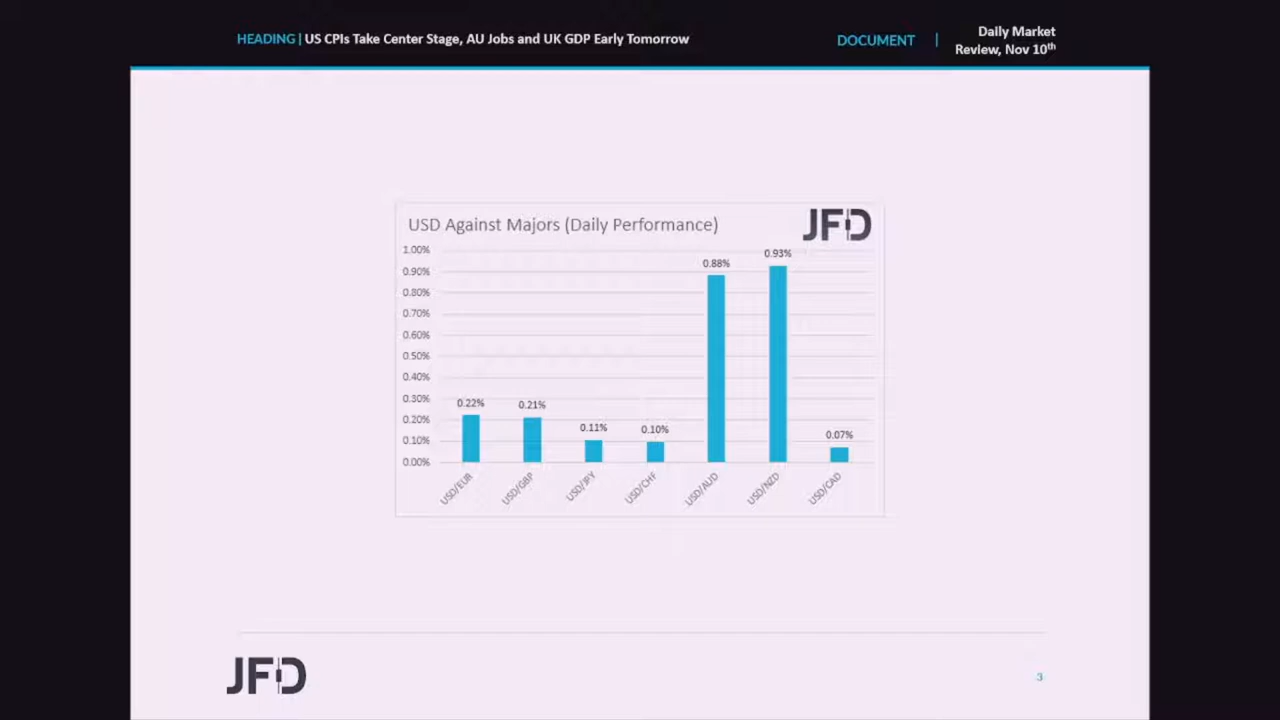 HEADING | US CPIs Take Center Stage, AU Jobs and UK GDP Early Tomorrow
DOCUMENT |
Daily Market
Review, Nov 10th
USD Against Majors (Daily Performance)
JFD
1.00%
0.90%
0.80%
0.70%
0.60%
0.50%
0.40%
0.30%
0.20%
0.10%
0.00%
0.22%
0.21%
0.11%
0.10%
0.88%
0.93%
0.07%
USD/EUR
USD/GBP
USD/JPY
USD/CHF
USD/AUD
USD/NZD
USD/CAD
JFD
3